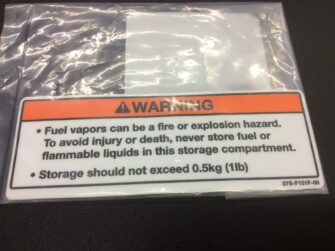 ⚠WARNING
• Fuel vapors can be a fire or explosion hazard.
To avoid injury or death, never store fuel or
flammable liquids in this storage compartment.
• Storage should not exceed 0.5kg (1lb)
37S-F151F-00